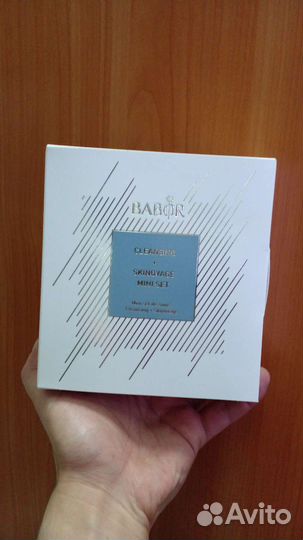 BABOR
CLEANSING
+
SKINOVAGE
MINI SET
Avito